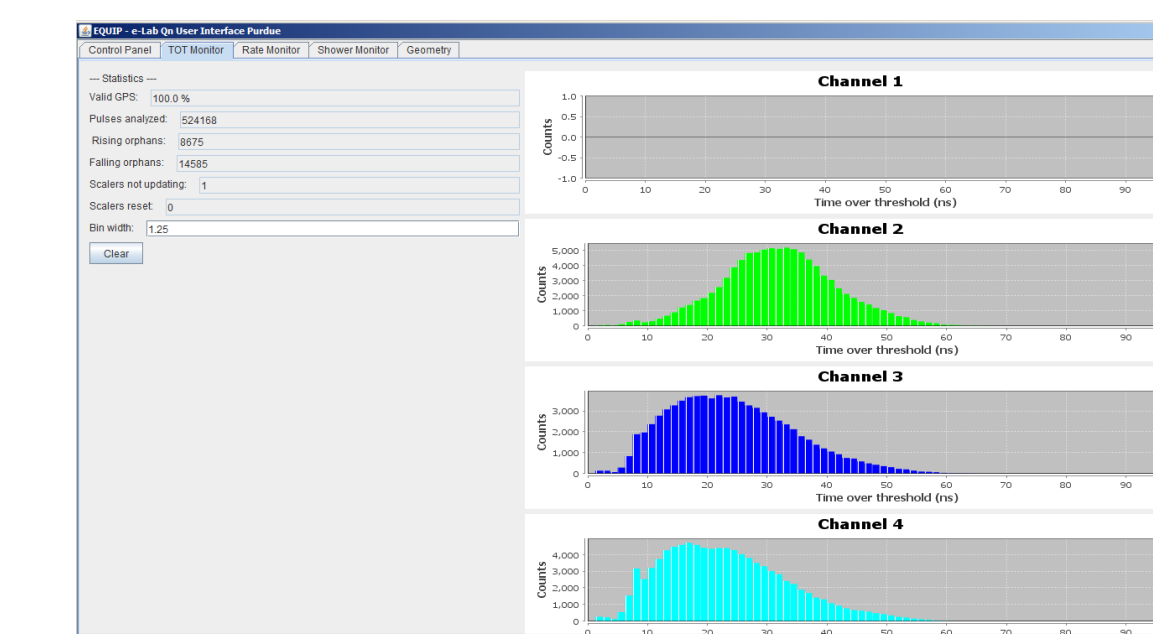 EQUIP - e-Lab Qn User Interface Purdue
Control Panel TOT Monitor Rate Monitor Shower Monitor Geometry
--- Statistics ---
Valid GPS: 100.0 %
Pulses analyzed: 524168
Rising orphans: 8675
Falling orphans: 14585
Scalers not updating: 1
Scalers reset: 0
Bin width: 1.25
Clear
Channel 1
1.0
0.5
0.0
-0.5
-1.0
Counts
0 10 20 30 40 50 60 70 80 90
Time over threshold (ns)
Channel 2
5,000
4,000
3,000
2,000
1,000
0
Counts
0 10 20 30 40 50 60 70 80 90
Time over threshold (ns)
Channel 3
3,000
2,000
1,000
0
Counts
0 10 20 30 40 50 60 70 80 90
Time over threshold (ns)
Channel 4
4,000
3,000
2,000
1,000
0
Counts
0 10 20 30 40 50 60 70 80 90